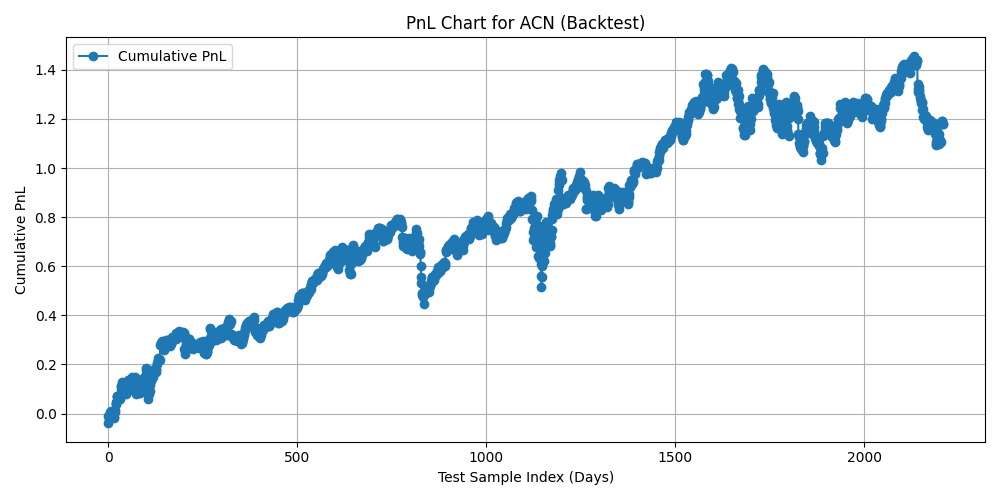 PnL Chart for ACN (Backtest)
Cumulative PnL
Cumulative PnL
1.4
1.2
1.0
0.8
0.6
0.4
0.2
0.0
0 500 1000 1500 2000
Test Sample Index (Days)